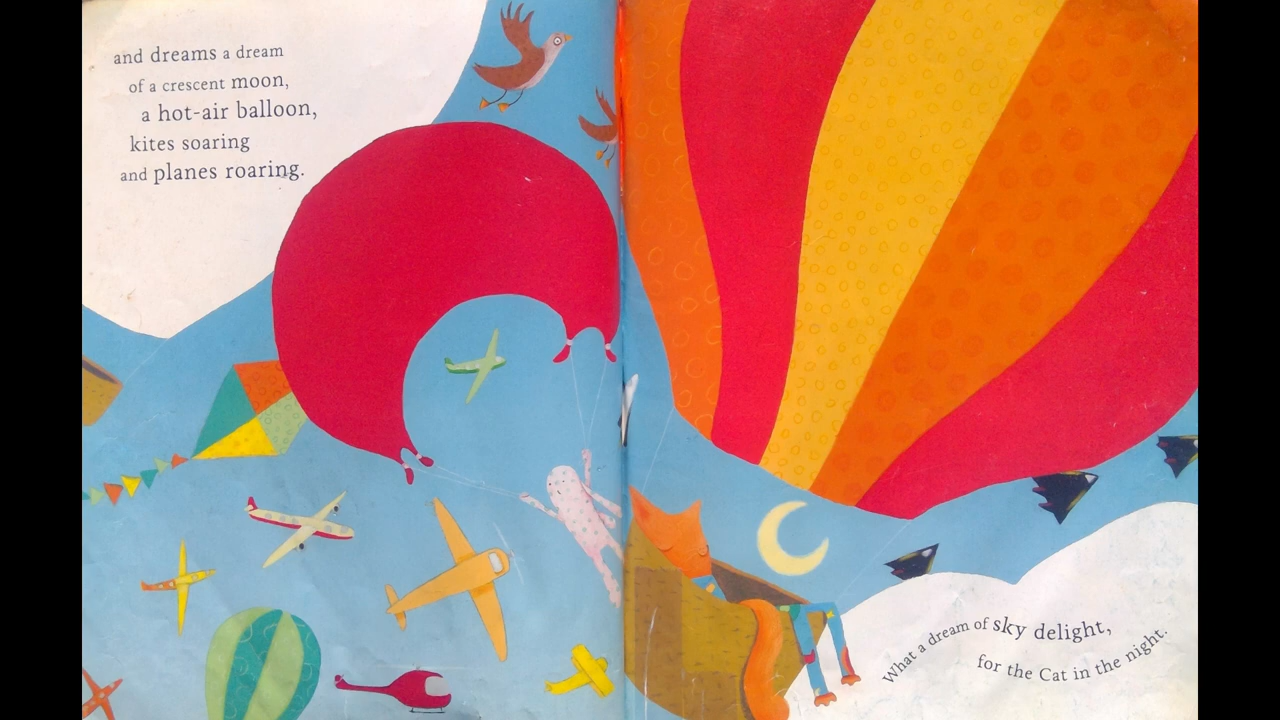 and dreams a dream
of a crescent moon,
a hot-air balloon,
kites soaring
and planes roaring.
What a dream of sky delight,
for the Cat in the night.